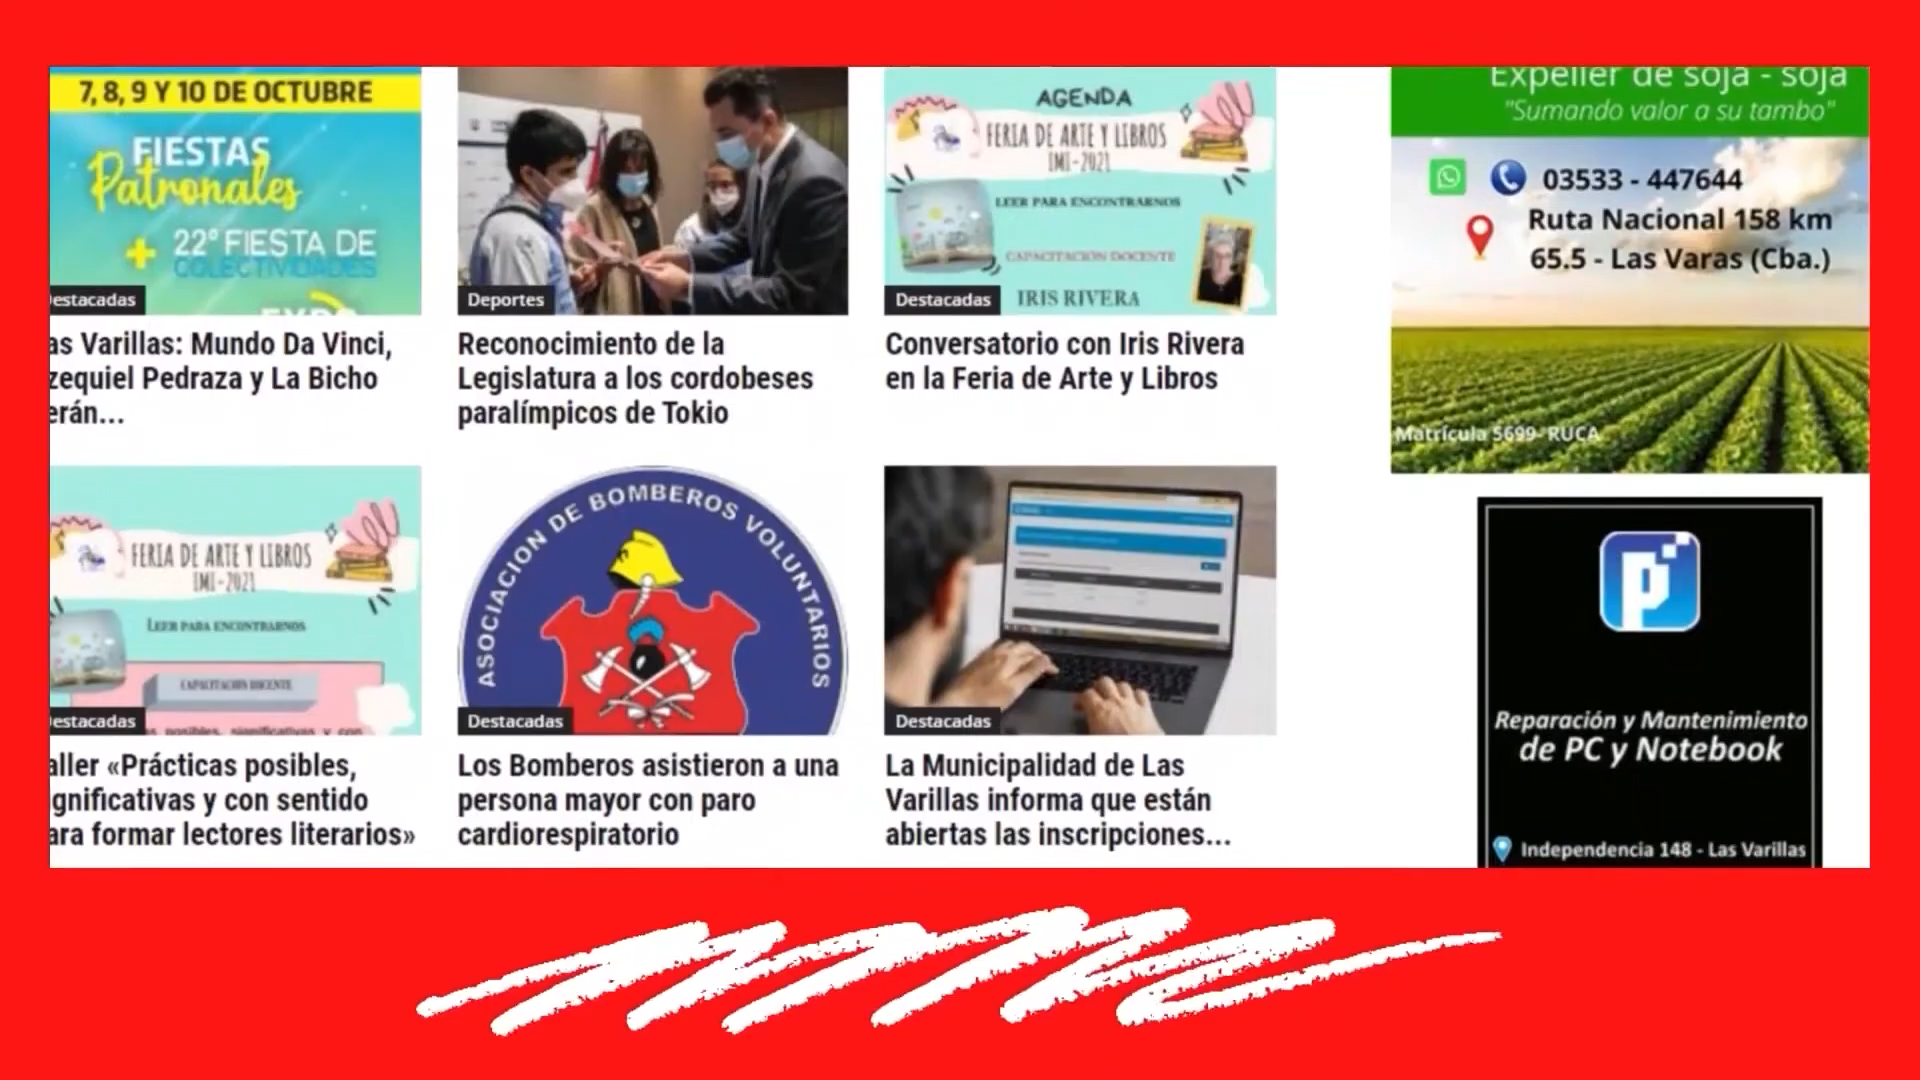 7, 8, 9 Y 10 DE OCTUBRE
FIESTAS
Patronales
+ 22º FIESTA DE
COLECTIVIDADES
EXPO
estacadas
as Varillas: Mundo Da Vinci,
zequiel Pedraza y La Bicho
erán...
Deportes
Reconocimiento de la
Legislatura a los cordobeses
paralímpicos de Tokio
AGENDA
FERIA DE ARTE Y LIBROS
IMI-2021
LEER PARA ENCONTRARNOS
CAPACITACIÓN DOCENTE
IRIS RIVERA
Destacadas
Conversatorio con Iris Rivera
en la Feria de Arte y Libros
Expeller de soja - soja
"Sumando valor a su tambo"
03533 - 447644
Ruta Nacional 158 km
65.5 - Las Varas (Cba.)
Matrícula 5699- RUCA
FERIA DE ARTE Y LIBROS
IMI-2021
LEER PARA ENCONTRARNOS
CAPACITACIÓN DOCENTE
s posibles, significativas y con
estacadas
aller «Prácticas posibles,
gnificativas y con sentido
ara formar lectores literarios»
ASOCIACION DE BOMBEROS VOLUNTARIOS
Destacadas
Los Bomberos asistieron a una
persona mayor con paro
cardiorespiratorio
Destacadas
La Municipalidad de Las
Varillas informa que están
abiertas las inscripciones...
P
Reparación y Mantenimiento
de PC y Notebook
Independencia 148 - Las Varillas